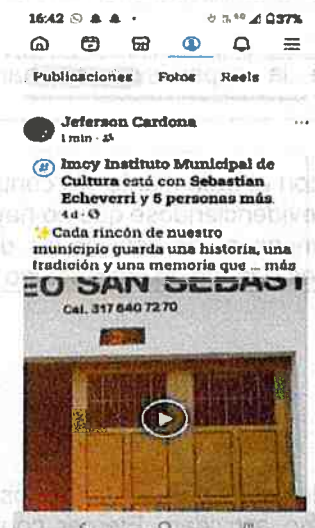 16:42
37%
Publicaciones Fotos Reels
Jeferson Cardona
1 min
Imcy Instituto Municipal de
Cultura está con Sebastian
Echeverri y 5 personas más.
4 d
✨Cada rincón de nuestro
municipio guarda una historia, una
tradición y una memoria que ... más
EO SAN SEBAST
Cel. 317 640 72 70